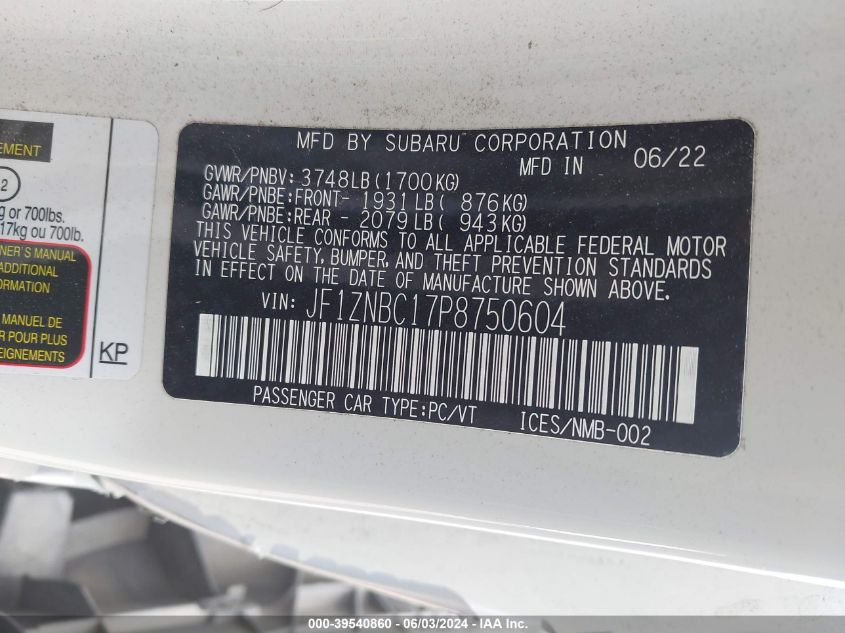 EMENT
2
g or 700lbs.
17kg ou 700lb.
NER'S MANUAL
ADDITIONAL
ORMATION
MANUEL DE
R POUR PLUS
EIGNEMENTS
KP
MFD BY SUBARU CORPORATION
MFD IN 06/22
GVWR/PNBV: 3748LB(1700KG)
GAWR/PNBE:FRONT- 1931LB( 876KG)
GAWR/PNBE:REAR - 2079LB( 943KG)
THIS VEHICLE CONFORMS TO ALL APPLICABLE FEDERAL MOTOR
VEHICLE SAFETY, BUMPER, AND THEFT PREVENTION STANDARDS
IN EFFECT ON THE DATE OF MANUFACTURE SHOWN ABOVE.
VIN: JF1ZNBC17P8750604
PASSENGER CAR TYPE:PC/VT ICES/NMB-002
000-39540860 - 06/03/2024 - IAAI.com